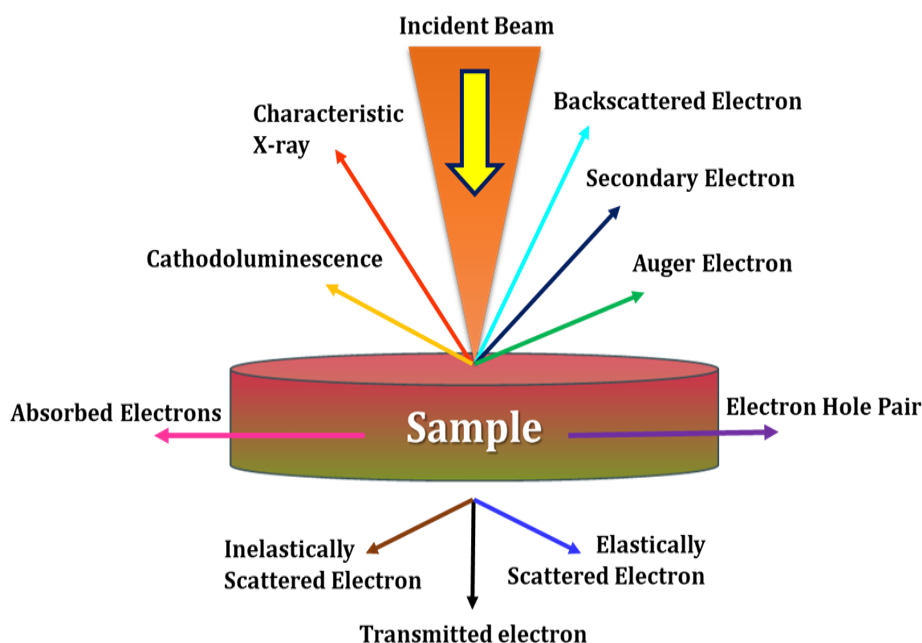 Incident Beam
Characteristic
X-ray
Backscattered Electron
Secondary Electron
Cathodoluminescence
Auger Electron
Absorbed Electrons
Sample
Electron Hole Pair
Inelastically
Scattered Electron
Elastically
Scattered Electron
Transmitted electron